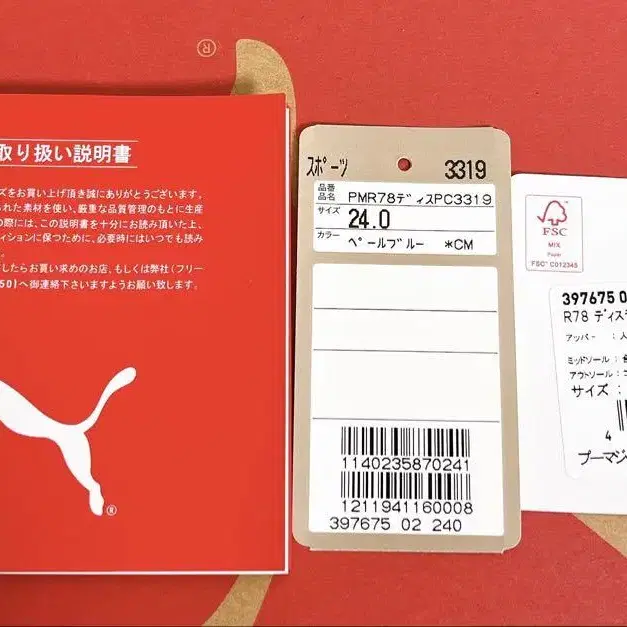 ®
取り扱い説明書
ズをお買い上げ頂き誠にありがとうございます。
られた素材を使い、厳重な品質管理のもとに生産
の際には、この説明書を十分にお読み頂いた上、
ィションに保つために、必要時にはいつでも読み
したらお買い求めのお店、もしくは弊社（フリー
50)へ御連絡下さいますようお願い致します。
®
スポーツ 3319
品番
品名 PMR78ディスPC3319
サイズ 24.0
カラー ペールブルー *CM
1140235870241
1211941160008
397675 02 240
FSC
MIX
Paper
FSC® C012345
397675 0
R78 ディス
アッパー :人
ミッドソール :
アウトソール :
サイズ :
4
プーマジ